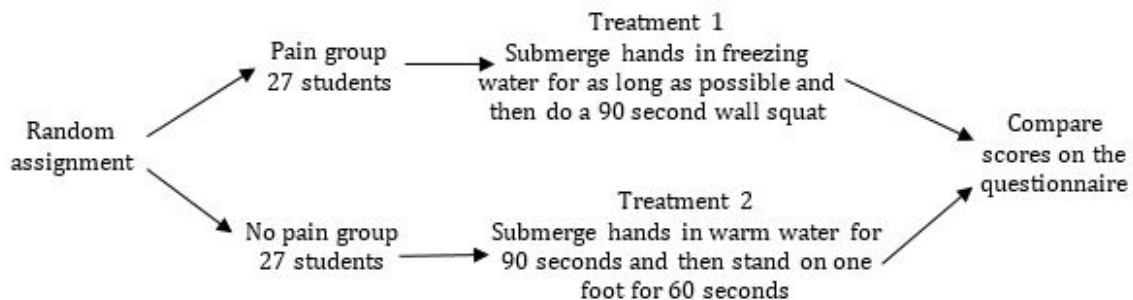 Random
assignment
Pain group
27 students
Treatment 1
Submerge hands in freezing
water for as long as possible and
then do a 90 second wall squat
No pain group
27 students
Treatment 2
Submerge hands in warm water for
90 seconds and then stand on one
foot for 60 seconds
Compare
scores on the
questionnaire